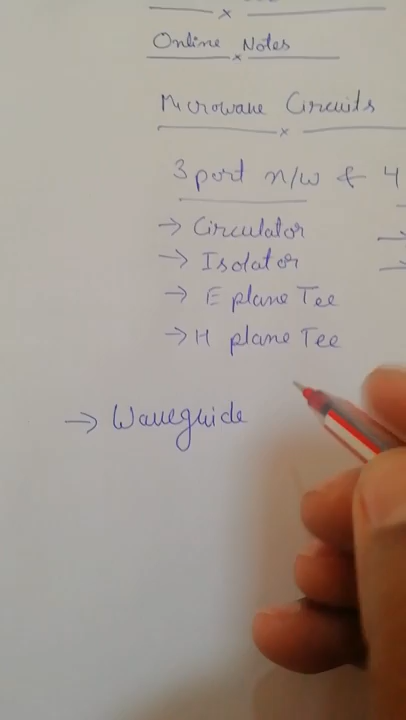 Online Notes
Microwave Circuits
3 port n/w & 4
→ Circulator
→ Isolator
→ E plane Tee
→ H plane Tee
→ Waveguide